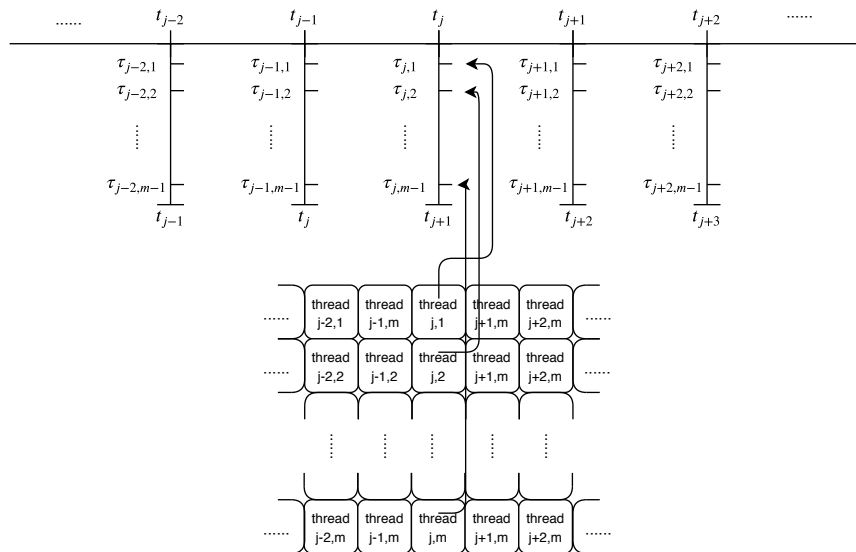 ...... t_{j-2} t_{j-1} t_j t_{j+1} t_{j+2} ......
τ_{j-2,1} τ_{j-1,1} τ_{j,1} τ_{j+1,1} τ_{j+2,1}
τ_{j-2,2} τ_{j-1,2} τ_{j,2} τ_{j+1,2} τ_{j+2,2}
...... ...... ...... ...... ......
τ_{j-2,m-1} τ_{j-1,m-1} τ_{j,m-1} τ_{j+1,m-1} τ_{j+2,m-1}
t_{j-1} t_j t_{j+1} t_{j+2} t_{j+3}
thread thread thread thread thread
...... j-2,1 j-1,m j,1 j+1,m j+2,m ......
thread thread thread thread thread
...... j-2,2 j-1,2 j,2 j+1,m j+2,m ......
...... ...... ...... ...... ......
thread thread thread thread thread
...... j-2,m j-1,m j,m j+1,m j+2,m ......